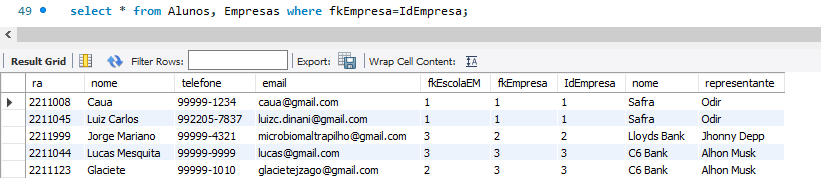 49 select * from Alunos, Empresas where fkEmpresa=IdEmpresa;
Result Grid Filter Rows: Export: Wrap Cell Content:
ra nome telefone email fkEscolaEM fkEmpresa IdEmpresa nome representante
2211008 Caua 99999-1234 caua@gmail.com 1 1 1 Safra Odir
2211045 Luiz Carlos 992205-7837 luizc.dinani@gmail.com 1 1 1 Safra Odir
2211999 Jorge Mariano 99999-4321 microbiomaltrapilho@gmail.com 3 2 2 Lloyds Bank Jhonny Depp
2211044 Lucas Mesquita 99999-9999 lucas@gmail.com 3 3 3 C6 Bank Alhon Musk
2211123 Glaciete 99999-1010 glacietejzago@gmail.com 2 3 3 C6 Bank Alhon Musk